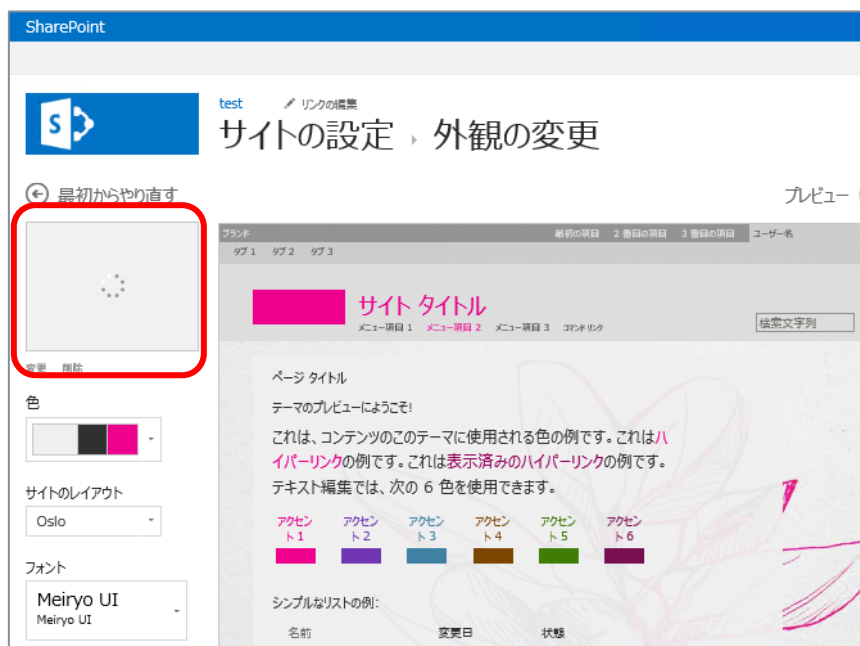 SharePoint
S
test リンクの編集
サイトの設定 ▸ 外観の変更
最初からやり直す
プレビュー
ブランド 最初の項目 2 番目の項目 3 番目の項目 ユーザー名
タブ 1 タブ 2 タブ 3
サイト タイトル
メニュー項目 1 メニュー項目 2 メニュー項目 3 コマンド リンク
検索文字列
変更 削除
ページ タイトル
テーマのプレビューにようこそ!
色
これは、コンテンツのこのテーマに使用される色の例です。これはハ
イパーリンクの例です。これは表示済みのハイパーリンクの例です。
テキスト編集では、次の 6 色を使用できます。
サイトのレイアウト
Oslo
アクセン アクセン アクセン アクセン アクセン アクセン
ト 1 ト 2 ト 3 ト 4 ト 5 ト 6
フォント
Meiryo UI
Meiryo UI
シンプルなリストの例:
名前 変更日 状態